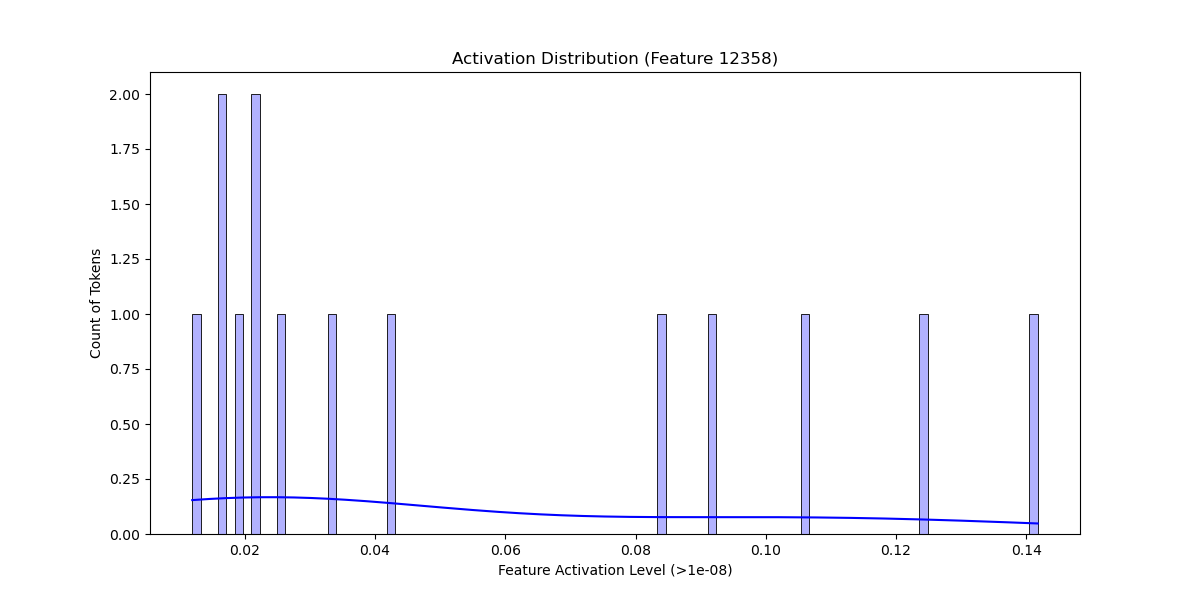 Activation Distribution (Feature 12358)
2.00
1.75
1.50
1.25
1.00
0.75
0.50
0.25
0.00
Count of Tokens
0.02 0.04 0.06 0.08 0.10 0.12 0.14
Feature Activation Level (>1e-08)